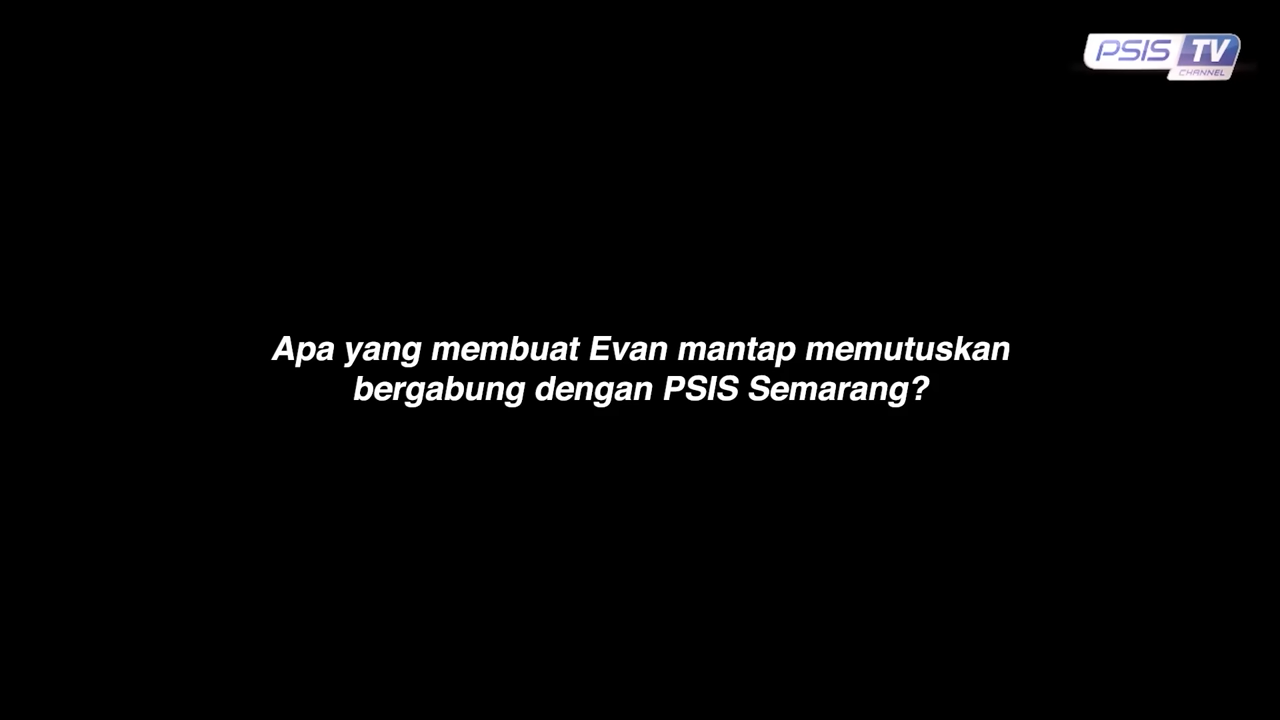 PSIS TV
CHANNEL
Apa yang membuat Evan mantap memutuskan
bergabung dengan PSIS Semarang?